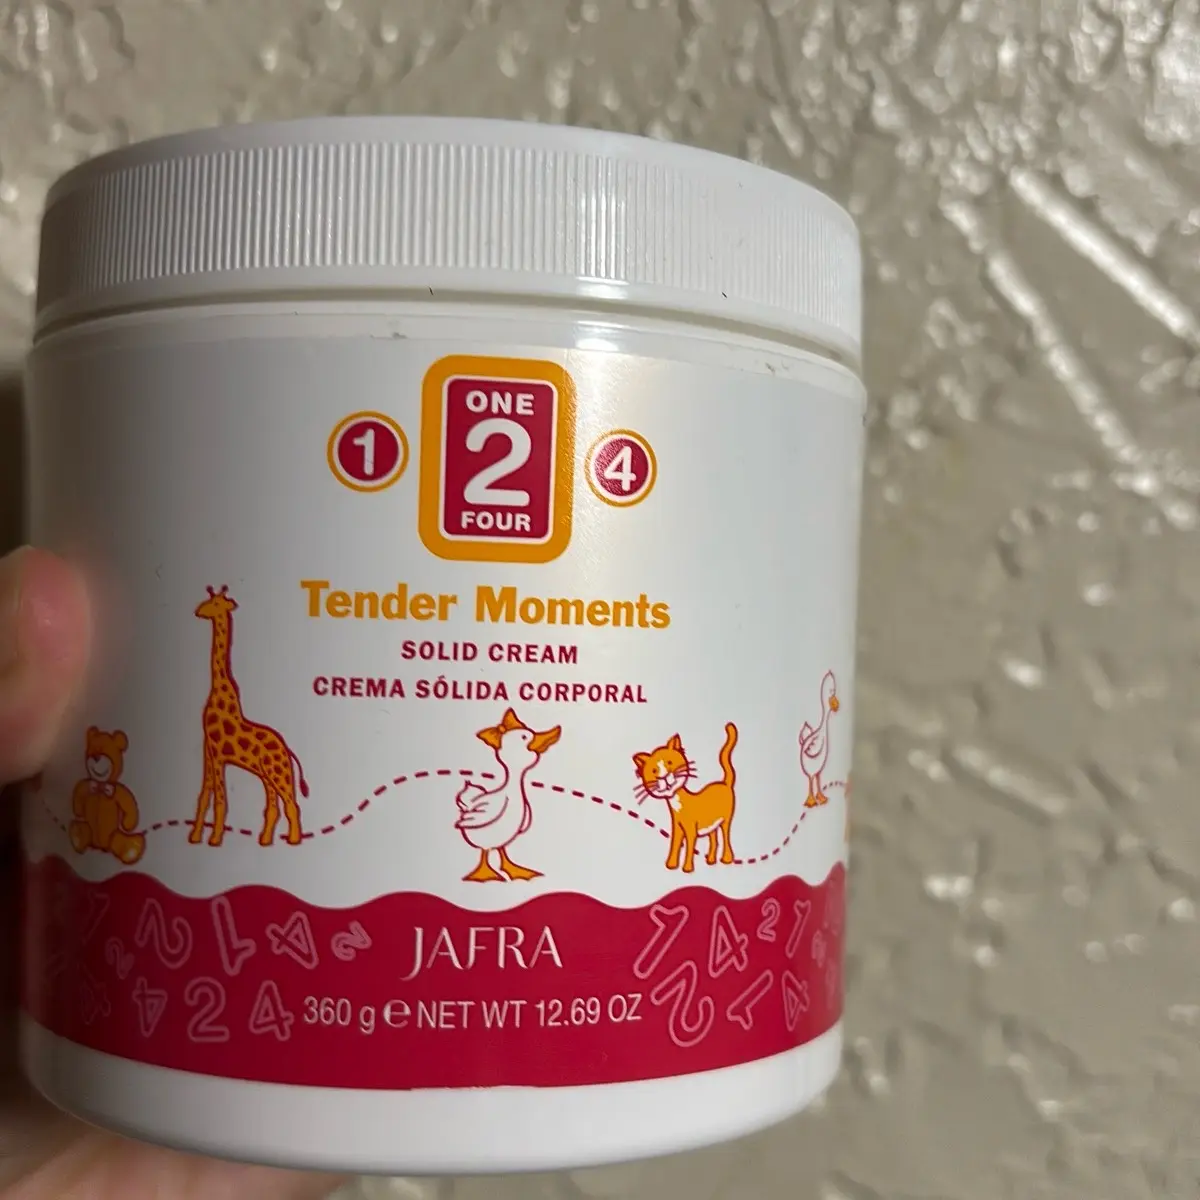 ONE
1 2 4
FOUR
Tender Moments
SOLID CREAM
CREMA SÓLIDA CORPORAL
JAFRA
360 g e NET WT 12.69 OZ